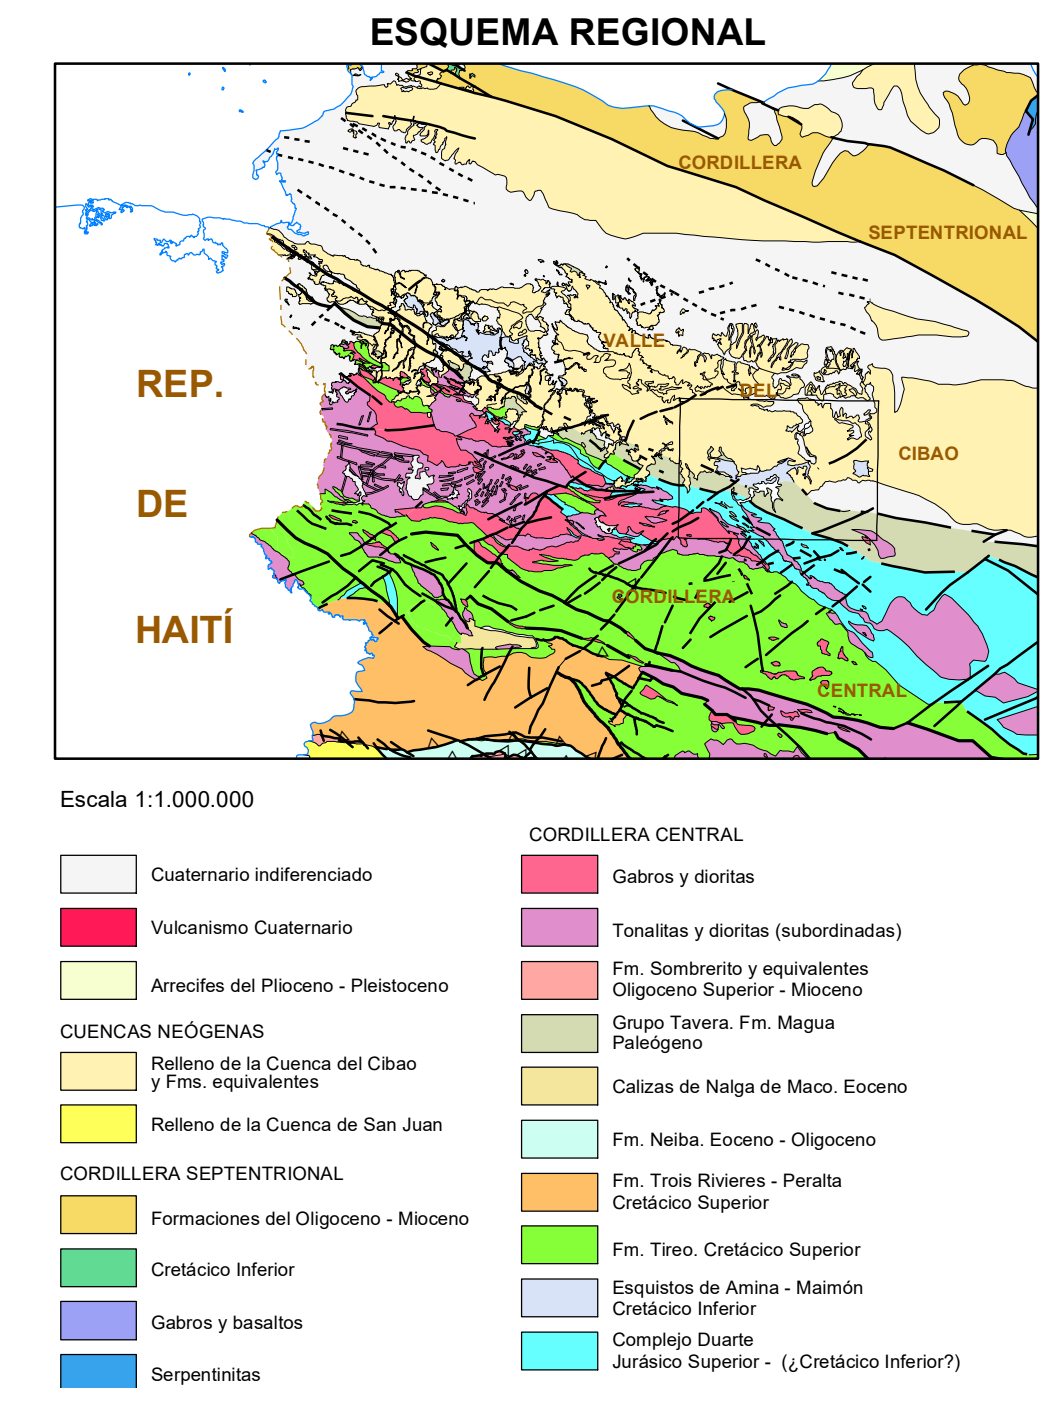 ESQUEMA REGIONAL
CORDILLERA
SEPTENTRIONAL
VALLE
DEL
CIBAO
REP.
DE
HAITÍ
CORDILLERA
CENTRAL
Escala 1:1.000.000
Cuaternario indiferenciado
Vulcanismo Cuaternario
Arrecifes del Plioceno - Pleistoceno
CUENCAS NEÓGENAS
Relleno de la Cuenca del Cibao
y Fms. equivalentes
Relleno de la Cuenca de San Juan
CORDILLERA SEPTENTRIONAL
Formaciones del Oligoceno - Mioceno
Cretácico Inferior
Gabros y basaltos
Serpentinitas
CORDILLERA CENTRAL
Gabros y dioritas
Tonalitas y dioritas (subordinadas)
Fm. Sombrerito y equivalentes
Oligoceno Superior - Mioceno
Grupo Tavera. Fm. Magua
Paleógeno
Calizas de Nalga de Maco. Eoceno
Fm. Neiba. Eoceno - Oligoceno
Fm. Trois Rivieres - Peralta
Cretácico Superior
Fm. Tireo. Cretácico Superior
Esquistos de Amina - Maimón
Cretácico Inferior
Complejo Duarte
Jurásico Superior - (¿Cretácico Inferior?)